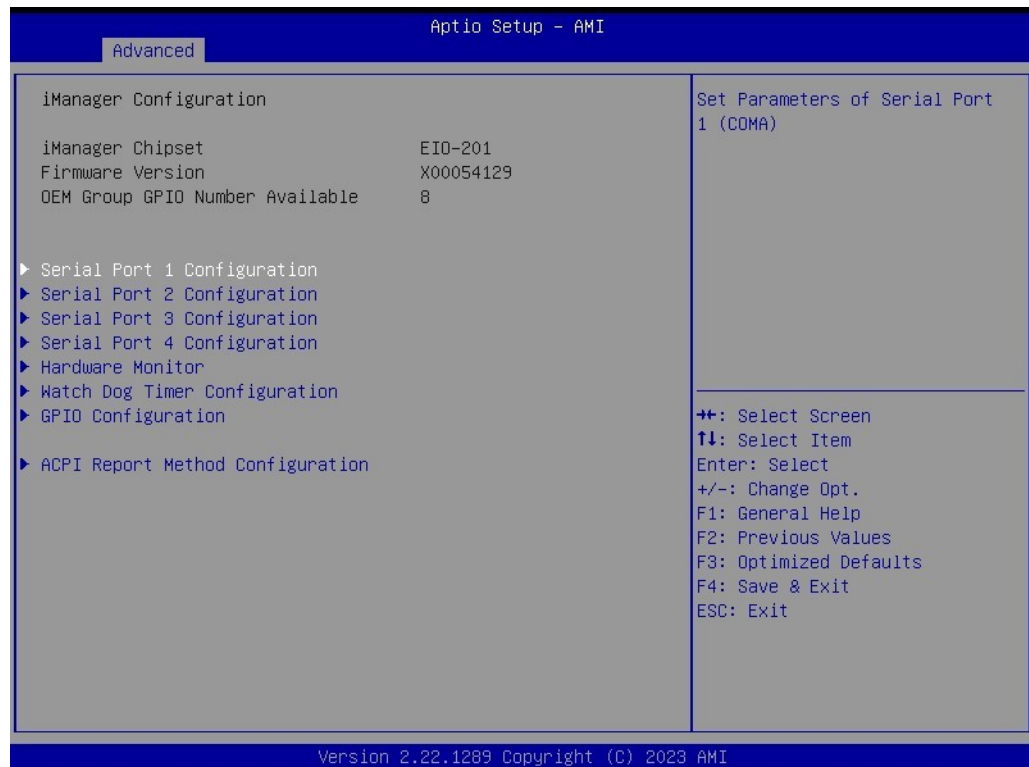 Aptio Setup – AMI
Advanced
iManager Configuration
iManager Chipset EIO-201
Firmware Version X00054129
OEM Group GPIO Number Available 8
Serial Port 1 Configuration
Serial Port 2 Configuration
Serial Port 3 Configuration
Serial Port 4 Configuration
Hardware Monitor
Watch Dog Timer Configuration
GPIO Configuration
ACPI Report Method Configuration
Set Parameters of Serial Port
1 (COMA)
→←: Select Screen
↑↓: Select Item
Enter: Select
+/-: Change Opt.
F1: General Help
F2: Previous Values
F3: Optimized Defaults
F4: Save & Exit
ESC: Exit
Version 2.22.1289 Copyright (C) 2023 AMI